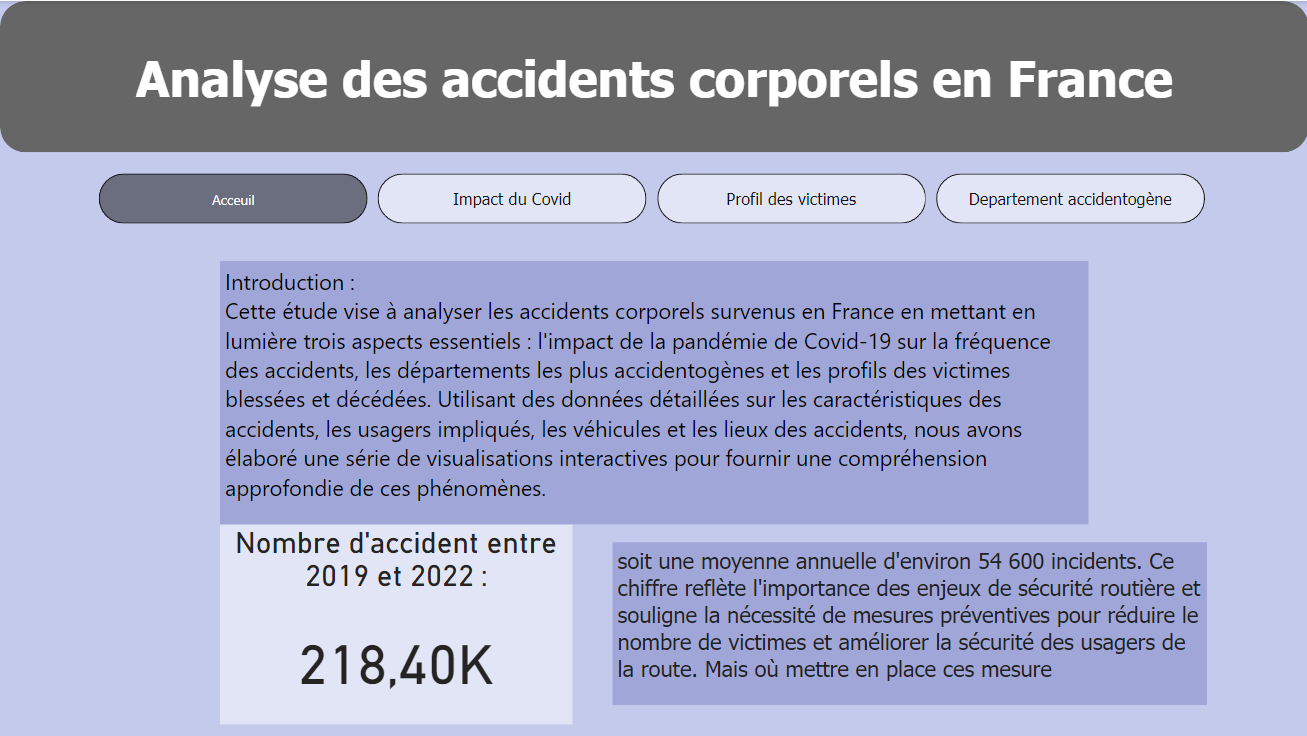 Analyse des accidents corporels en France
Acceuil
Impact du Covid
Profil des victimes
Departement accidentogène
Introduction :
Cette étude vise à analyser les accidents corporels survenus en France en mettant en
lumière trois aspects essentiels : l'impact de la pandémie de Covid-19 sur la fréquence
des accidents, les départements les plus accidentogènes et les profils des victimes
blessées et décédées. Utilisant des données détaillées sur les caractéristiques des
accidents, les usagers impliqués, les véhicules et les lieux des accidents, nous avons
élaboré une série de visualisations interactives pour fournir une compréhension
approfondie de ces phénomènes.
Nombre d'accident entre
2019 et 2022 :
218,40K
soit une moyenne annuelle d'environ 54 600 incidents. Ce
chiffre reflète l'importance des enjeux de sécurité routière et
souligne la nécessité de mesures préventives pour réduire le
nombre de victimes et améliorer la sécurité des usagers de
la route. Mais où mettre en place ces mesure